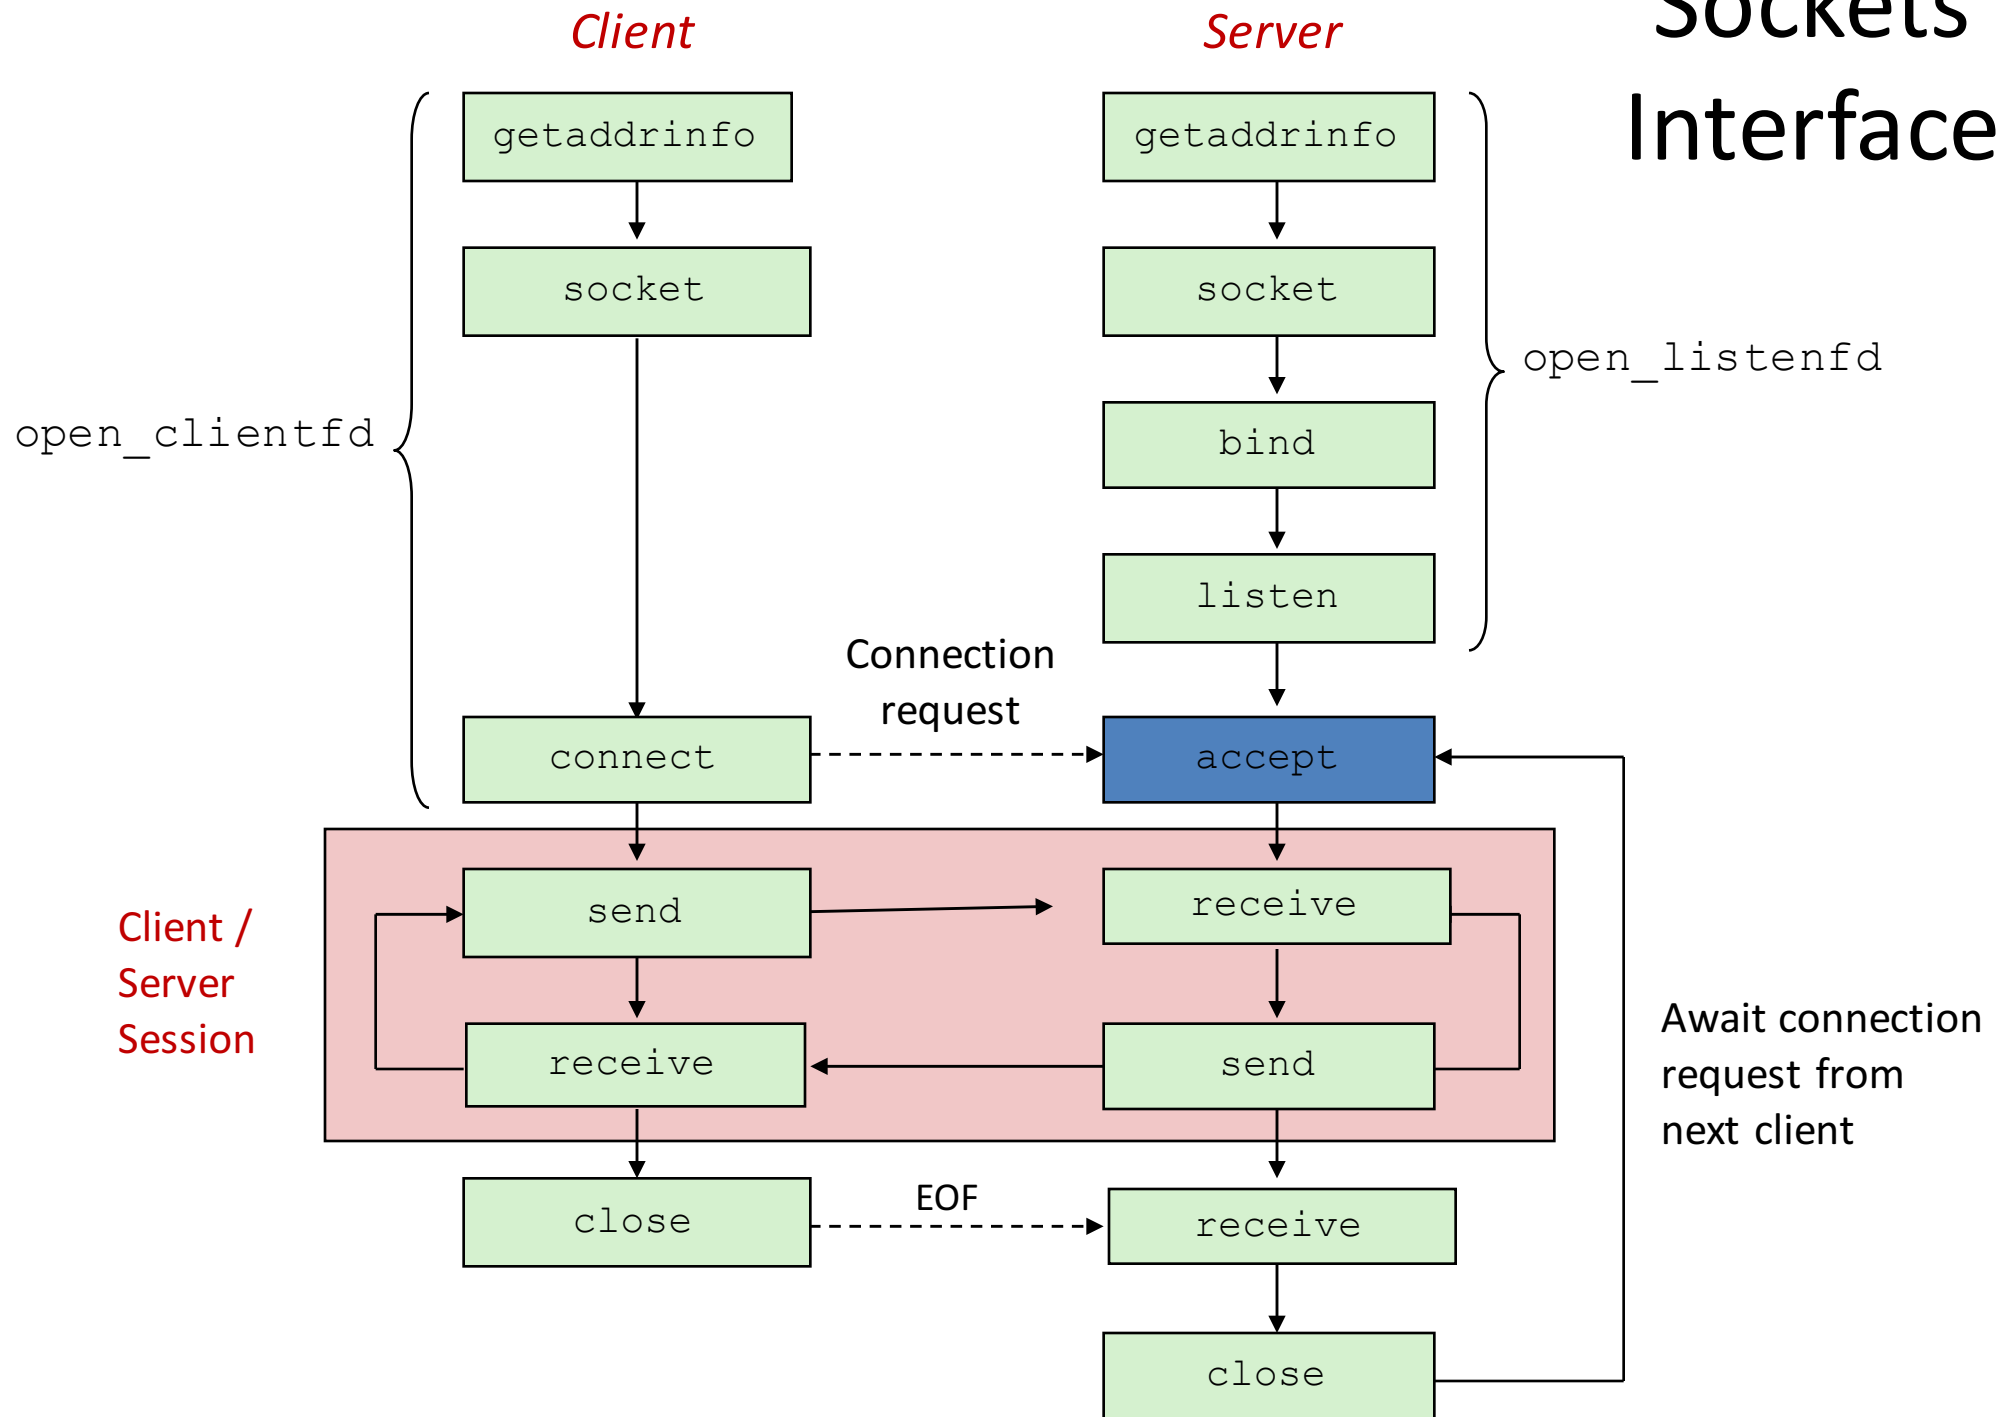 Sockets
Interface
Client
Server
getaddrinfo
getaddrinfo
socket
socket
open_listenfd
open_clientfd
bind
listen
Connection
request
connect
accept
send
receive
Client /
Server
Session
receive
send
Await connection
request from
next client
close
EOF
receive
close